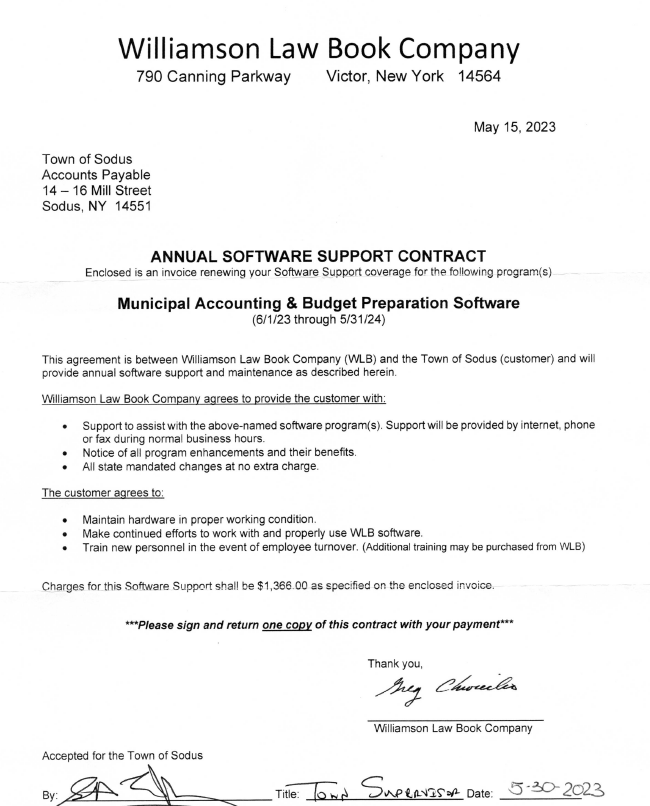 Williamson Law Book Company
790 Canning Parkway Victor, New York 14564
May 15, 2023
Town of Sodus
Accounts Payable
14 – 16 Mill Street
Sodus, NY 14551
ANNUAL SOFTWARE SUPPORT CONTRACT
Enclosed is an invoice renewing your Software Support coverage for the following program(s)
Municipal Accounting & Budget Preparation Software
(6/1/23 through 5/31/24)
This agreement is between Williamson Law Book Company (WLB) and the Town of Sodus (customer) and will
provide annual software support and maintenance as described herein.
Williamson Law Book Company agrees to provide the customer with:
• Support to assist with the above-named software program(s). Support will be provided by internet, phone
or fax during normal business hours.
• Notice of all program enhancements and their benefits.
• All state mandated changes at no extra charge.
The customer agrees to:
• Maintain hardware in proper working condition.
• Make continued efforts to work with and properly use WLB software.
• Train new personnel in the event of employee turnover. (Additional training may be purchased from WLB)
Charges for this Software Support shall be $1,366.00 as specified on the enclosed invoice.
***Please sign and return one copy of this contract with your payment***
Thank you,
Greg
Williamson Law Book Company
Accepted for the Town of Sodus
By: Title: Town Supervisor Date: 5-30-2023